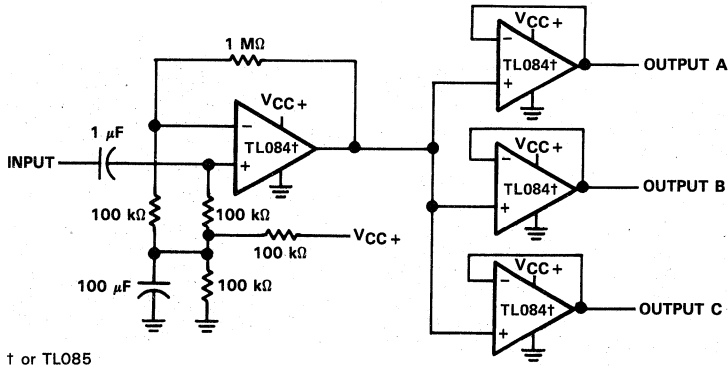 1 MΩ
VCC+
TL084†
-
+
1 μF
INPUT
100 kΩ
100 kΩ
100 kΩ
VCC+
100 μF
100 kΩ
VCC+
-
TL084†
+
OUTPUT A
VCC+
-
TL084†
+
OUTPUT B
VCC+
-
TL084†
+
OUTPUT C
† or TL085